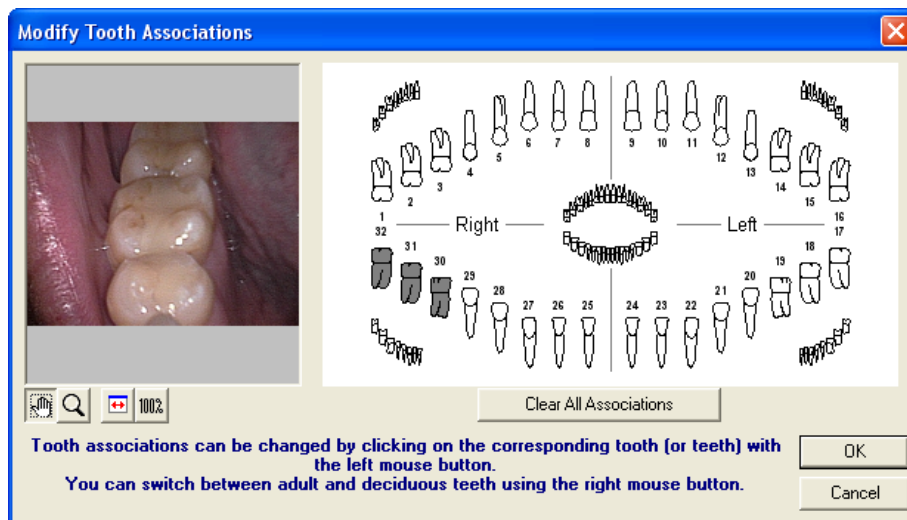 Modify Tooth Associations
1 2 3 4 5 6 7 8 9 10 11 12 13 14 15 16
Right
Left
32 31 30 29 28 27 26 25 24 23 22 21 20 19 18 17
100%
Clear All Associations
Tooth associations can be changed by clicking on the corresponding tooth (or teeth) with
the left mouse button.
You can switch between adult and deciduous teeth using the right mouse button.
OK
Cancel